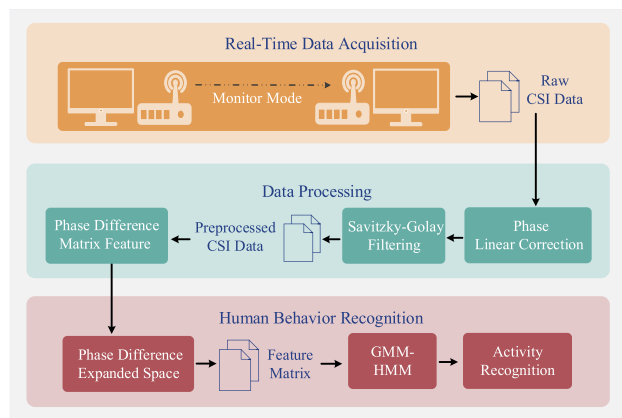 Real-Time Data Acquisition
Monitor Mode
Raw
CSI Data
Data Processing
Phase Difference
Matrix Feature
Preprocessed
CSI Data
Savitzky-Golay
Filtering
Phase
Linear Correction
Human Behavior Recognition
Phase Difference
Expanded Space
Feature
Matrix
GMM-
HMM
Activity
Recognition